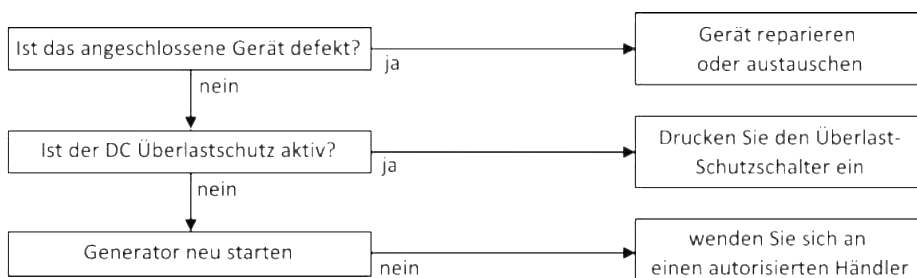 Ist das angeschlossene Gerät defekt?
ja
Gerät reparieren
oder austauschen
nein
Ist der DC Überlastschutz aktiv?
ja
Drucken Sie den Überlast-
Schutzschalter ein
nein
Generator neu starten
nein
wenden Sie sich an
einen autorisierten Händler